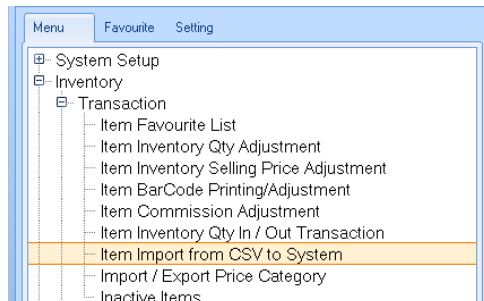 Menu Favourite Setting
System Setup
Inventory
Transaction
Item Favourite List
Item Inventory Qty Adjustment
Item Inventory Selling Price Adjustment
Item BarCode Printing/Adjustment
Item Commission Adjustment
Item Inventory Qty In / Out Transaction
Item Import from CSV to System
Import / Export Price Category
Inactive Items